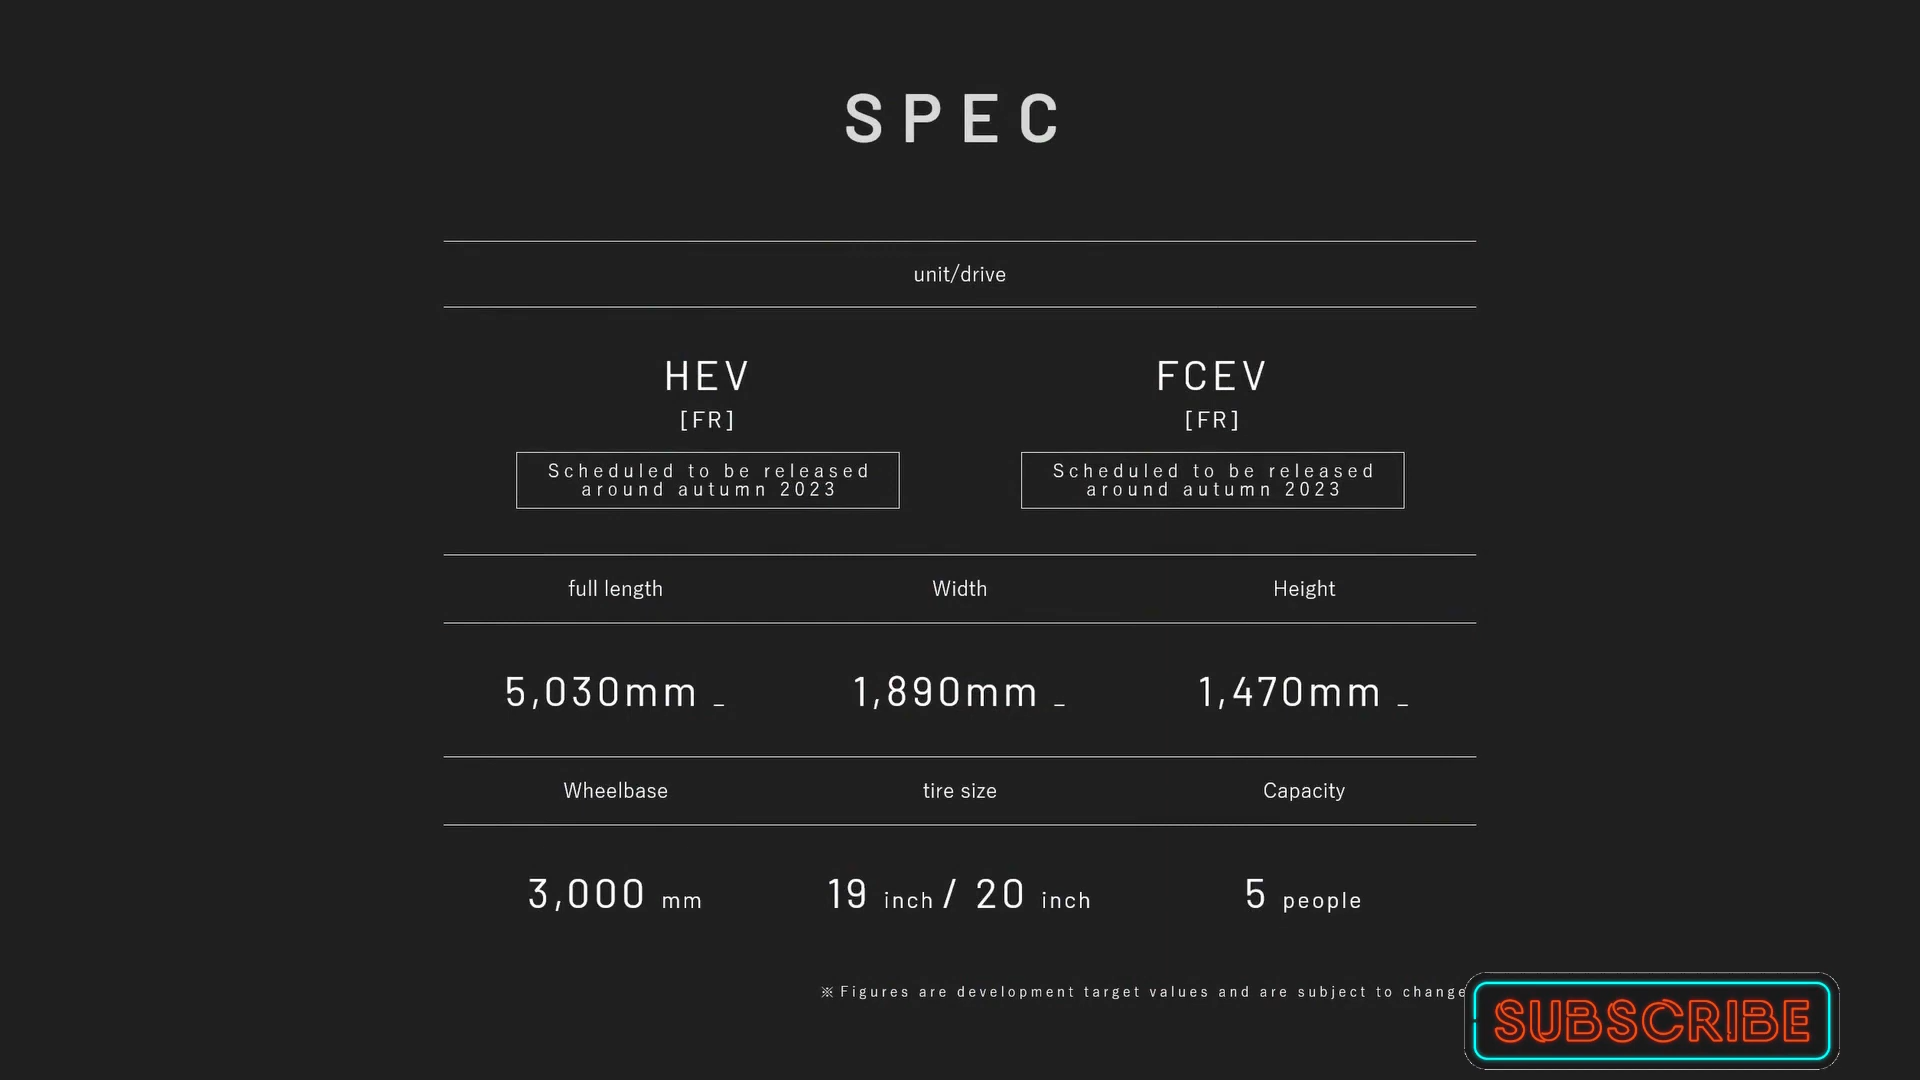 SPEC
unit/drive
HEV FCEV
[FR] [FR]
Scheduled to be released Scheduled to be released
around autumn 2023 around autumn 2023
full length Width Height
5,030mm _ 1,890mm _ 1,470mm _
Wheelbase tire size Capacity
3,000 mm 19 inch / 20 inch 5 people
※Figures are development target values and are subject to change
SUBSCRIBE